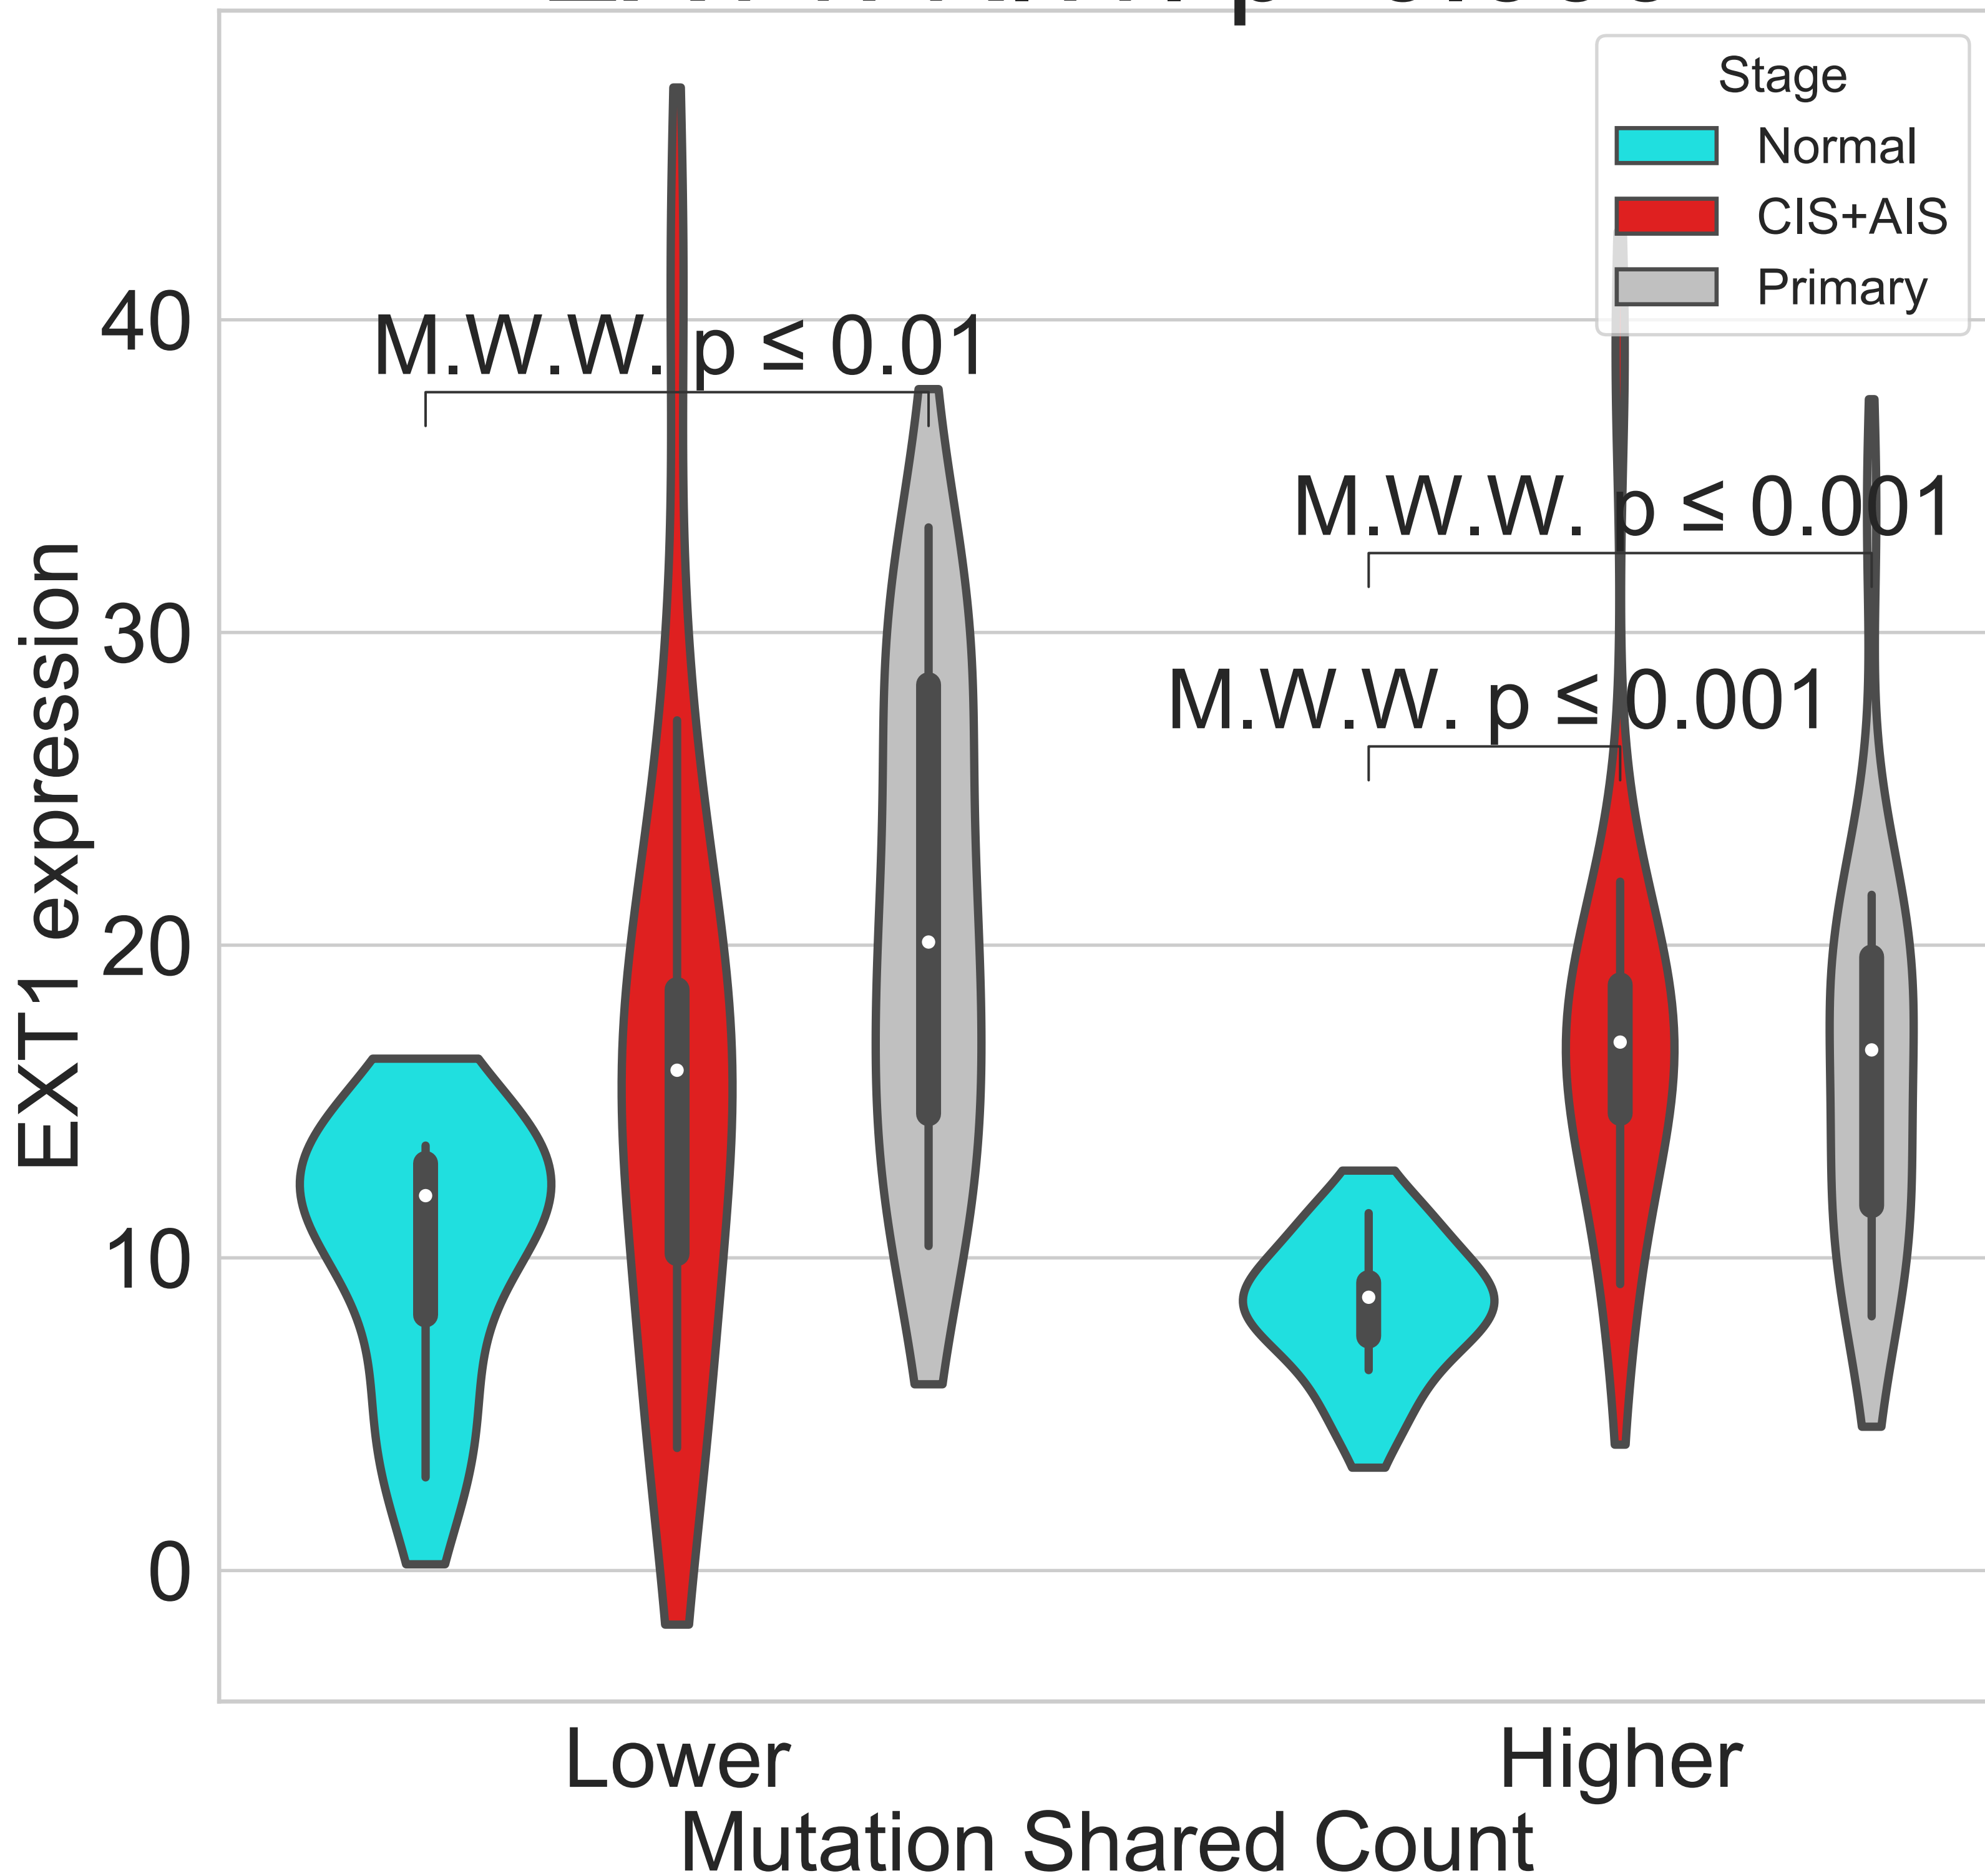 Stage
Normal
CIS+AIS
Primary
40
M.W.W. p ≤ 0.01
M.W.W. p ≤ 0.001
30
M.W.W. p ≤ 0.001
20
10
0
EXT1 expression
Lower
Higher
Mutation Shared Count